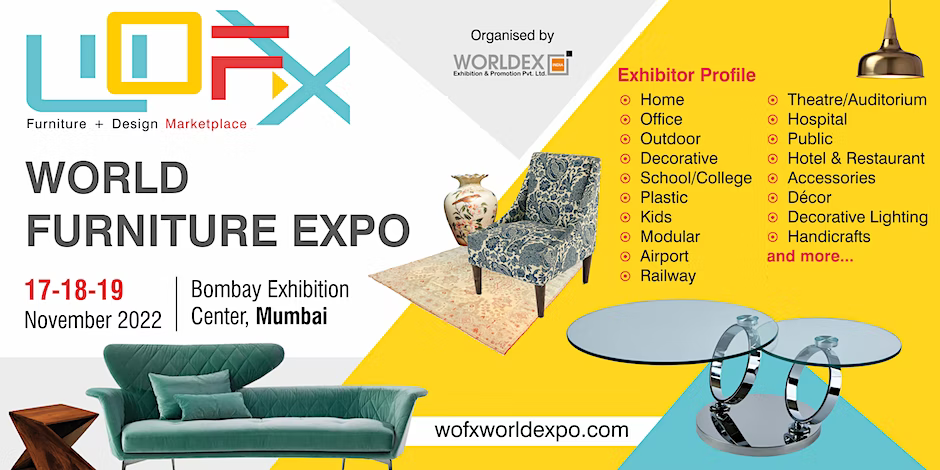 WOFX
Furniture + Design Marketplace
WORLD
FURNITURE EXPO
17-18-19
November 2022
Bombay Exhibition
Center, Mumbai
Organised by
WORLDEX INDIA
Exhibition & Promotion Pvt. Ltd.
Exhibitor Profile
Home
Office
Outdoor
Decorative
School/College
Plastic
Kids
Modular
Airport
Railway
Theatre/Auditorium
Hospital
Public
Hotel & Restaurant
Accessories
Décor
Decorative Lighting
Handicrafts
and more...
wofxworldexpo.com